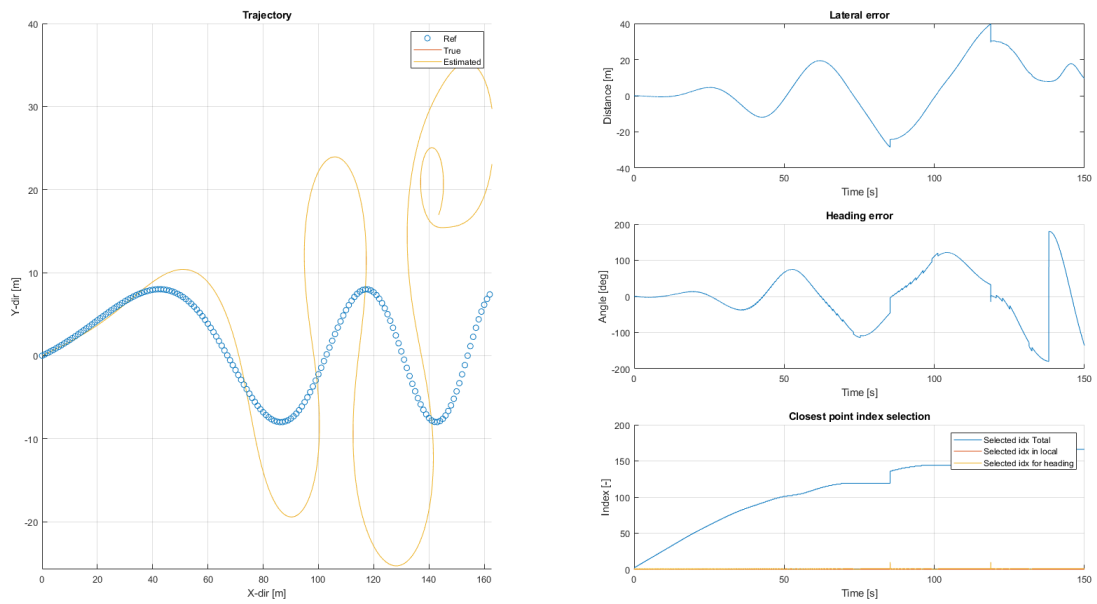 Trajectory
40
30
20
10
0
-10
-20
Y-dir [m]
0 20 40 60 80 100 120 140 160
X-dir [m]
Ref
True
Estimated
Lateral error
40
20
0
-20
-40
Distance [m]
0 50 100 150
Time [s]
Heading error
200
100
0
-100
-200
Angle [deg]
0 50 100 150
Time [s]
Closest point index selection
200
150
100
50
0
Index [-]
0 50 100 150
Time [s]
Selected idx Total
Selected idx in local
Selected idx for heading